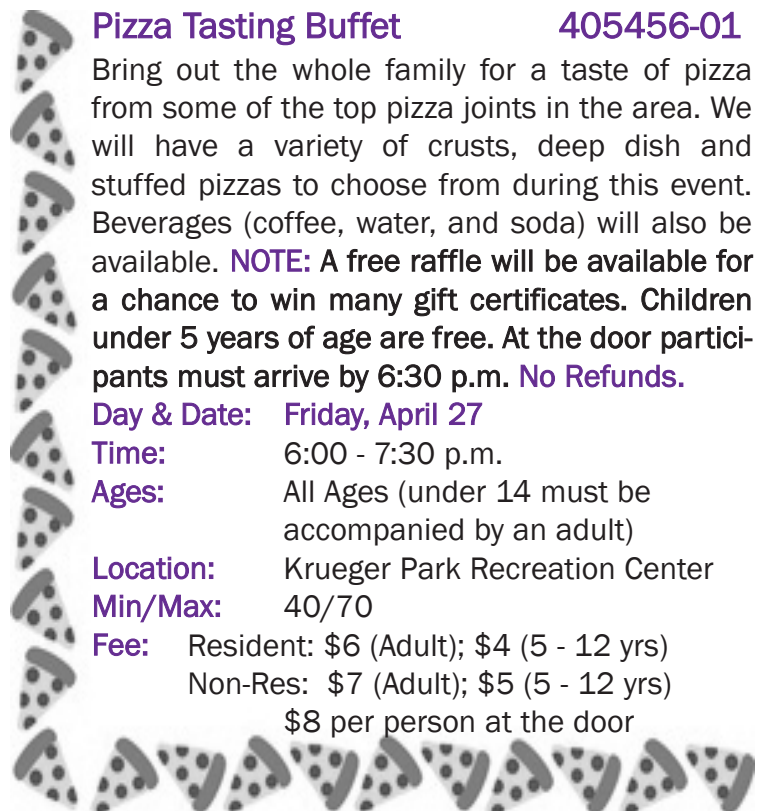 Pizza Tasting Buffet 405456-01
Bring out the whole family for a taste of pizza
from some of the top pizza joints in the area. We
will have a variety of crusts, deep dish and
stuffed pizzas to choose from during this event.
Beverages (coffee, water, and soda) will also be
available. NOTE: A free raffle will be available for
a chance to win many gift certificates. Children
under 5 years of age are free. At the door partici-
pants must arrive by 6:30 p.m. No Refunds.
Day & Date: Friday, April 27
Time: 6:00 - 7:30 p.m.
Ages: All Ages (under 14 must be
accompanied by an adult)
Location: Krueger Park Recreation Center
Min/Max: 40/70
Fee: Resident: $6 (Adult); $4 (5 - 12 yrs)
Non-Res: $7 (Adult); $5 (5 - 12 yrs)
$8 per person at the door